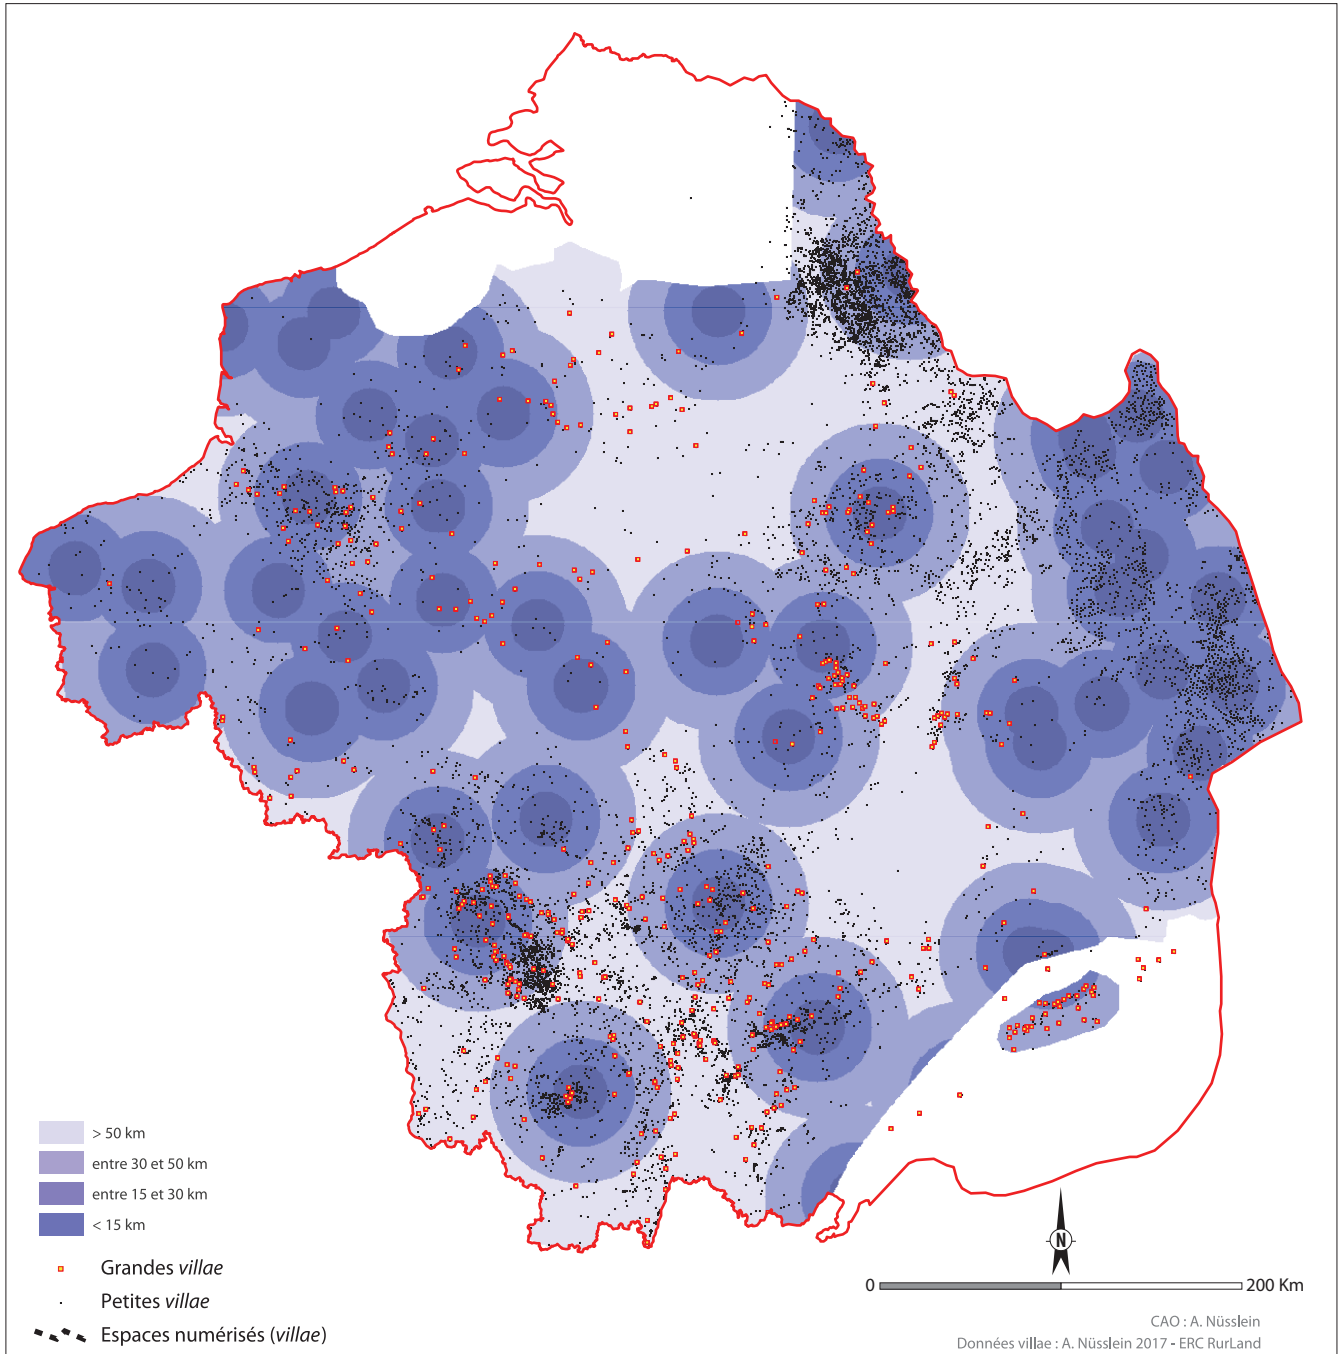 > 50 km
entre 30 et 50 km
entre 15 et 30 km
< 15 km
Grandes villae
Petites villae
Espaces numérisés (villae)
N
0
200 Km
CAO : A. Nüsslein
Données villae : A. Nüsslein 2017 - ERC RurLand